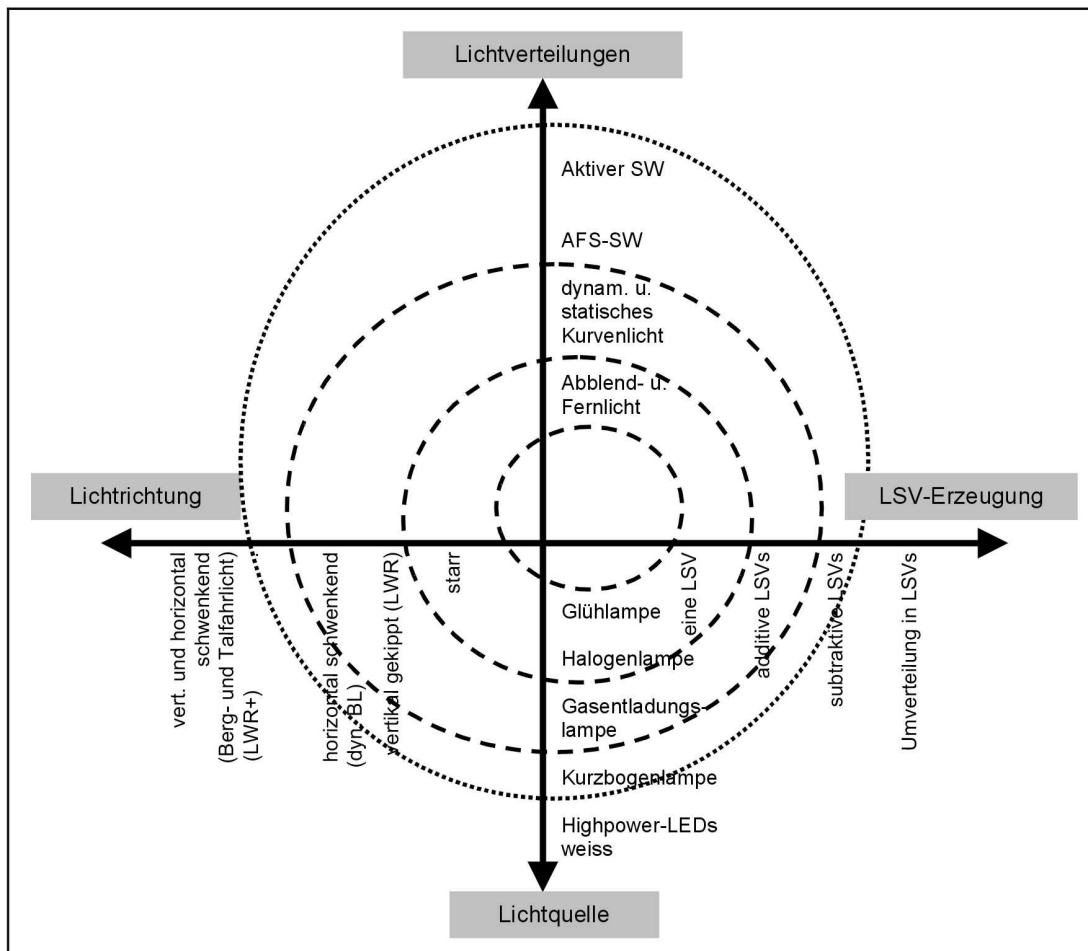 Lichtverteilungen
Aktiver SW
AFS-SW
dynam. u.
statisches
Kurvenlicht
Abblend- u.
Fernlicht
Lichtrichtung
LSV-Erzeugung
vert. und horizontal
schwenkend
(Berg- und Talfahrlicht)
(LWR+)
horizontal schwenkend
(dyn. BL)
vertikal gekippt (LWR)
starr
eine LSV
additive LSVs
subtraktive LSVs
Umverteilung in LSVs
Glühlampe
Halogenlampe
Gasentladungs-
lampe
Kurzbogenlampe
Highpower-LEDs
weiss
Lichtquelle